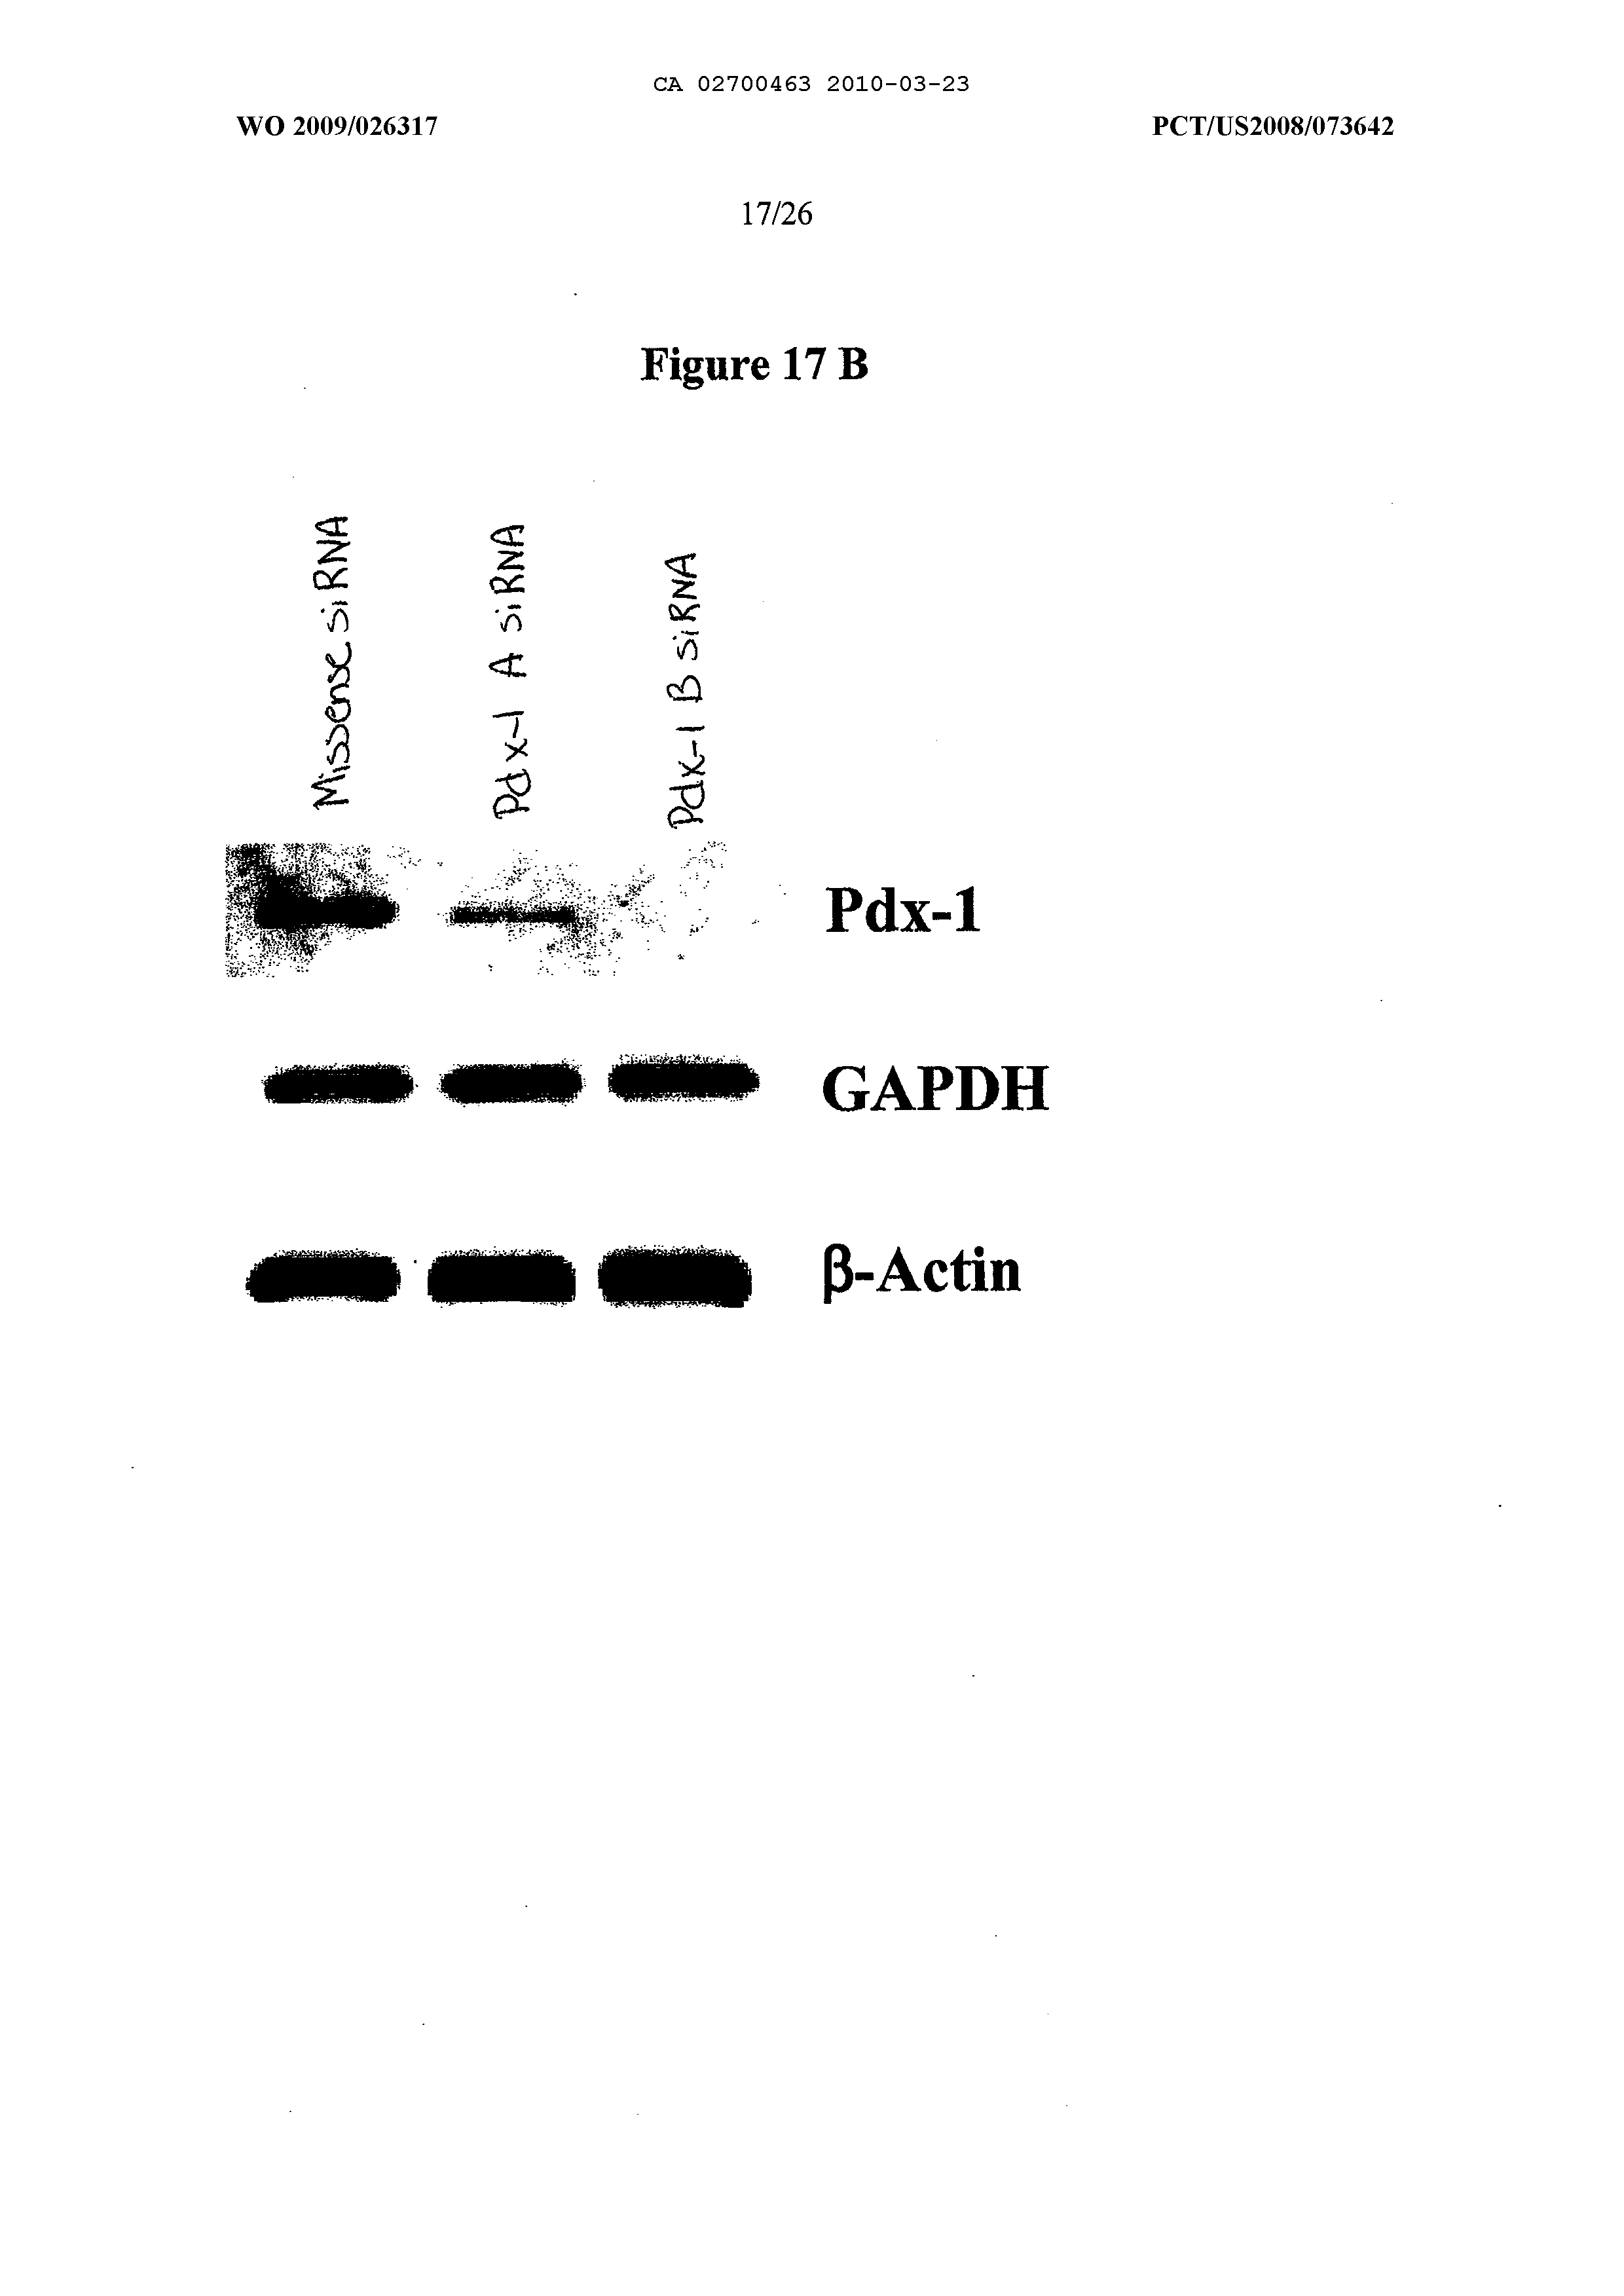 CA 02700463 2010-03-23
WO 2009/026317
PCT/US2008/073642
17/26
Figure 17 B
Missense siRNA
Pdx-1 A siRNA
Pdx-1 B siRNA
Pdx-1
GAPDH
β-Actin